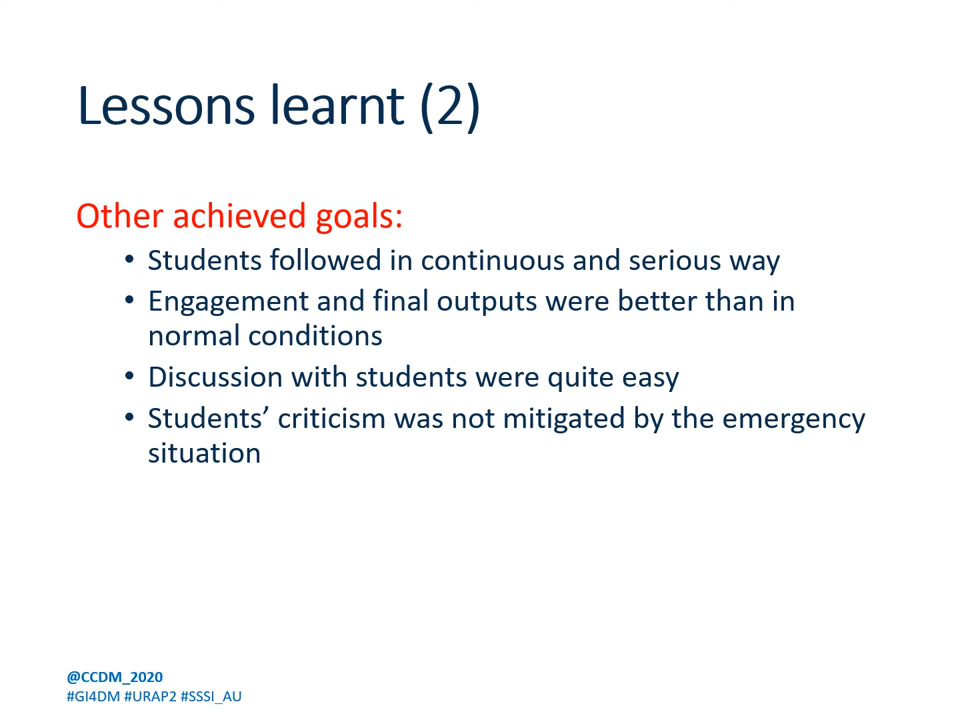 Lessons learnt (2)
Other achieved goals:
• Students followed in continuous and serious way
• Engagement and final outputs were better than in
normal conditions
• Discussion with students were quite easy
• Students’ criticism was not mitigated by the emergency
situation
@CCDM_2020
#GI4DM #URAP2 #SSSI_AU